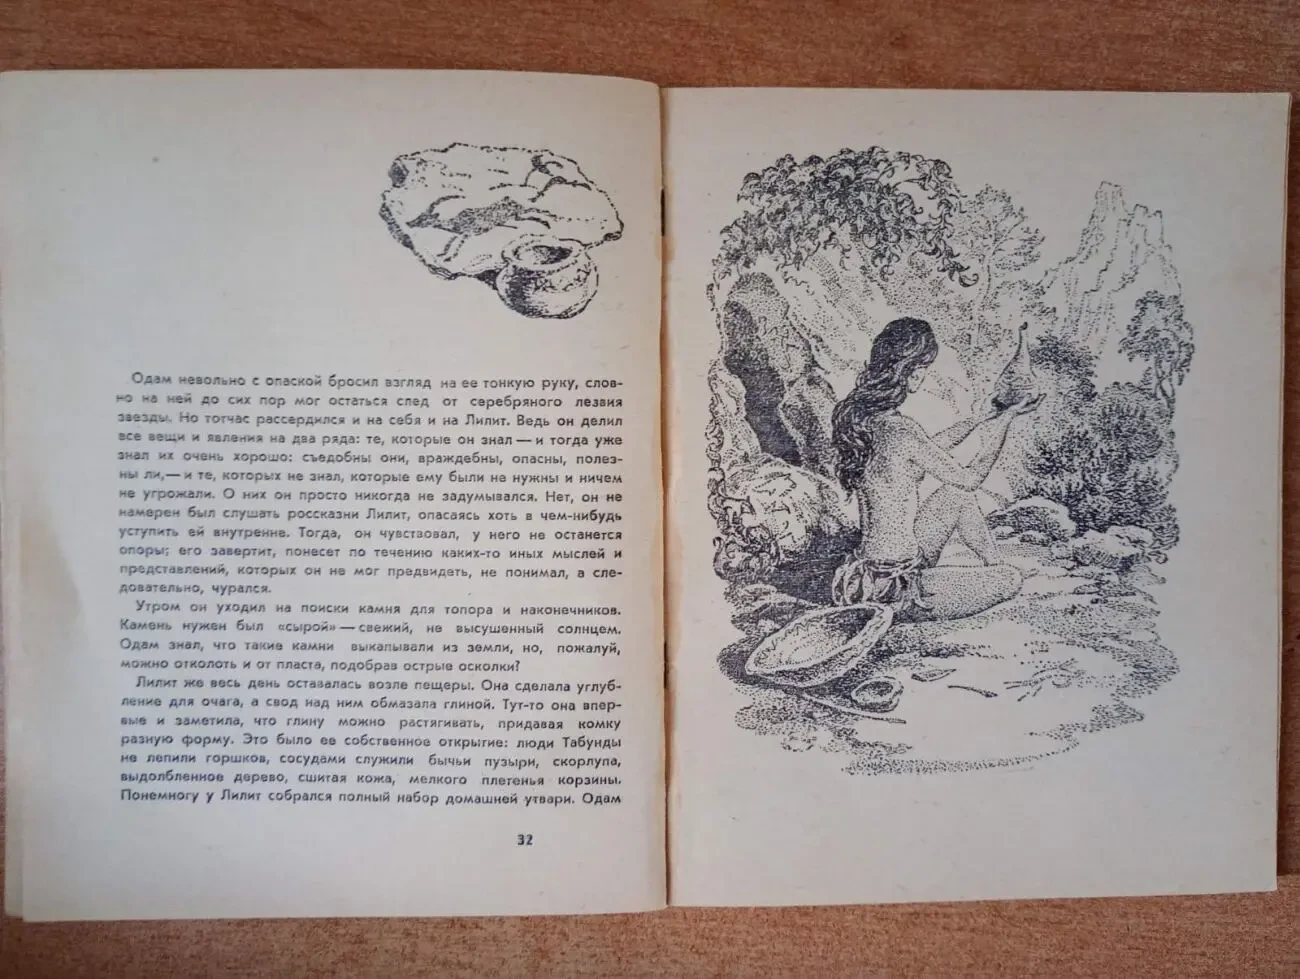 Одам невольно с опаской бросил взгляд на ее тонкую руку, слов-
но на ней до сих пор мог остаться след от серебряного лезвия
звезды. Но тотчас рассердился и на себя и на Лилит. Ведь он делил
все вещи и явления на два ряда: те, которые он знал — и тогда уже
знал их очень хорошо: съедобны они, враждебны, опасны, полез-
ны ли,— и те, которых не знал, которые ему были не нужны и ничем
не угрожали. О них он просто никогда не задумывался. Нет, он не
намерен был слушать россказни Лилит, опасаясь хоть в чем-нибудь
уступить ей внутренне. Тогда, он чувствовал, у него не останется
опоры; его завертит, понесет по течению каких-то иных мыслей и
представлений, которых он не мог предвидеть, не понимал, а сле-
довательно, чурался.
Утром он уходил на поиски камня для топора и наконечников.
Камень нужен был «сырой» — свежий, не высушенный солнцем.
Одам знал, что такие камни выкапывали из земли, но, пожалуй,
можно отколоть и от пласта, подобрав острые осколки?
Лилит же весь день оставалась возле пещеры. Она сделала углуб-
ление для очага, а свод над ним обмазала глиной. Тут-то она впер-
вые и заметила, что глину можно растягивать, придавая комку
разную форму. Это было ее собственное открытие: люди Табунды
не лепили горшков, сосудами служили бычьи пузыри, скорлупа,
выдолбленное дерево, сшитая кожа, мелкого плетенья корзины.
Понемногу у Лилит собрался полный набор домашней утвари. Одам
32